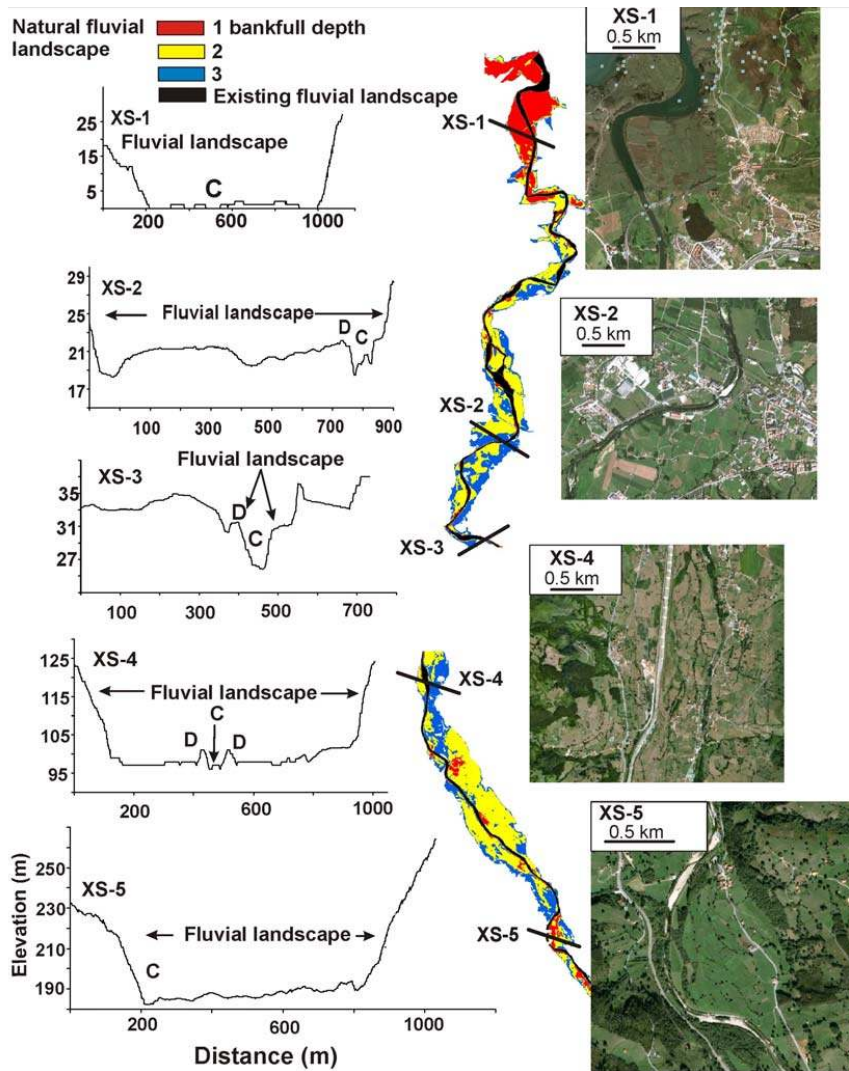 Natural fluvial
landscape
1 bankfull depth
2
3
Existing fluvial landscape
XS-1
Fluvial landscape
C
25
15
5
200
600
1000
XS-2
Fluvial landscape
D
C
29
25
21
17
100
300
500
700
900
XS-3
Fluvial landscape
D
C
35
31
27
100
300
500
700
XS-4
Fluvial landscape
C
D
D
125
115
105
95
200
600
1000
XS-5
Fluvial landscape
C
250
230
210
190
200
600
1000
Elevation (m)
Distance (m)
XS-1
XS-2
XS-3
XS-4
XS-5
XS-1
0.5 km
XS-2
0.5 km
XS-4
0.5 km
XS-5
0.5 km